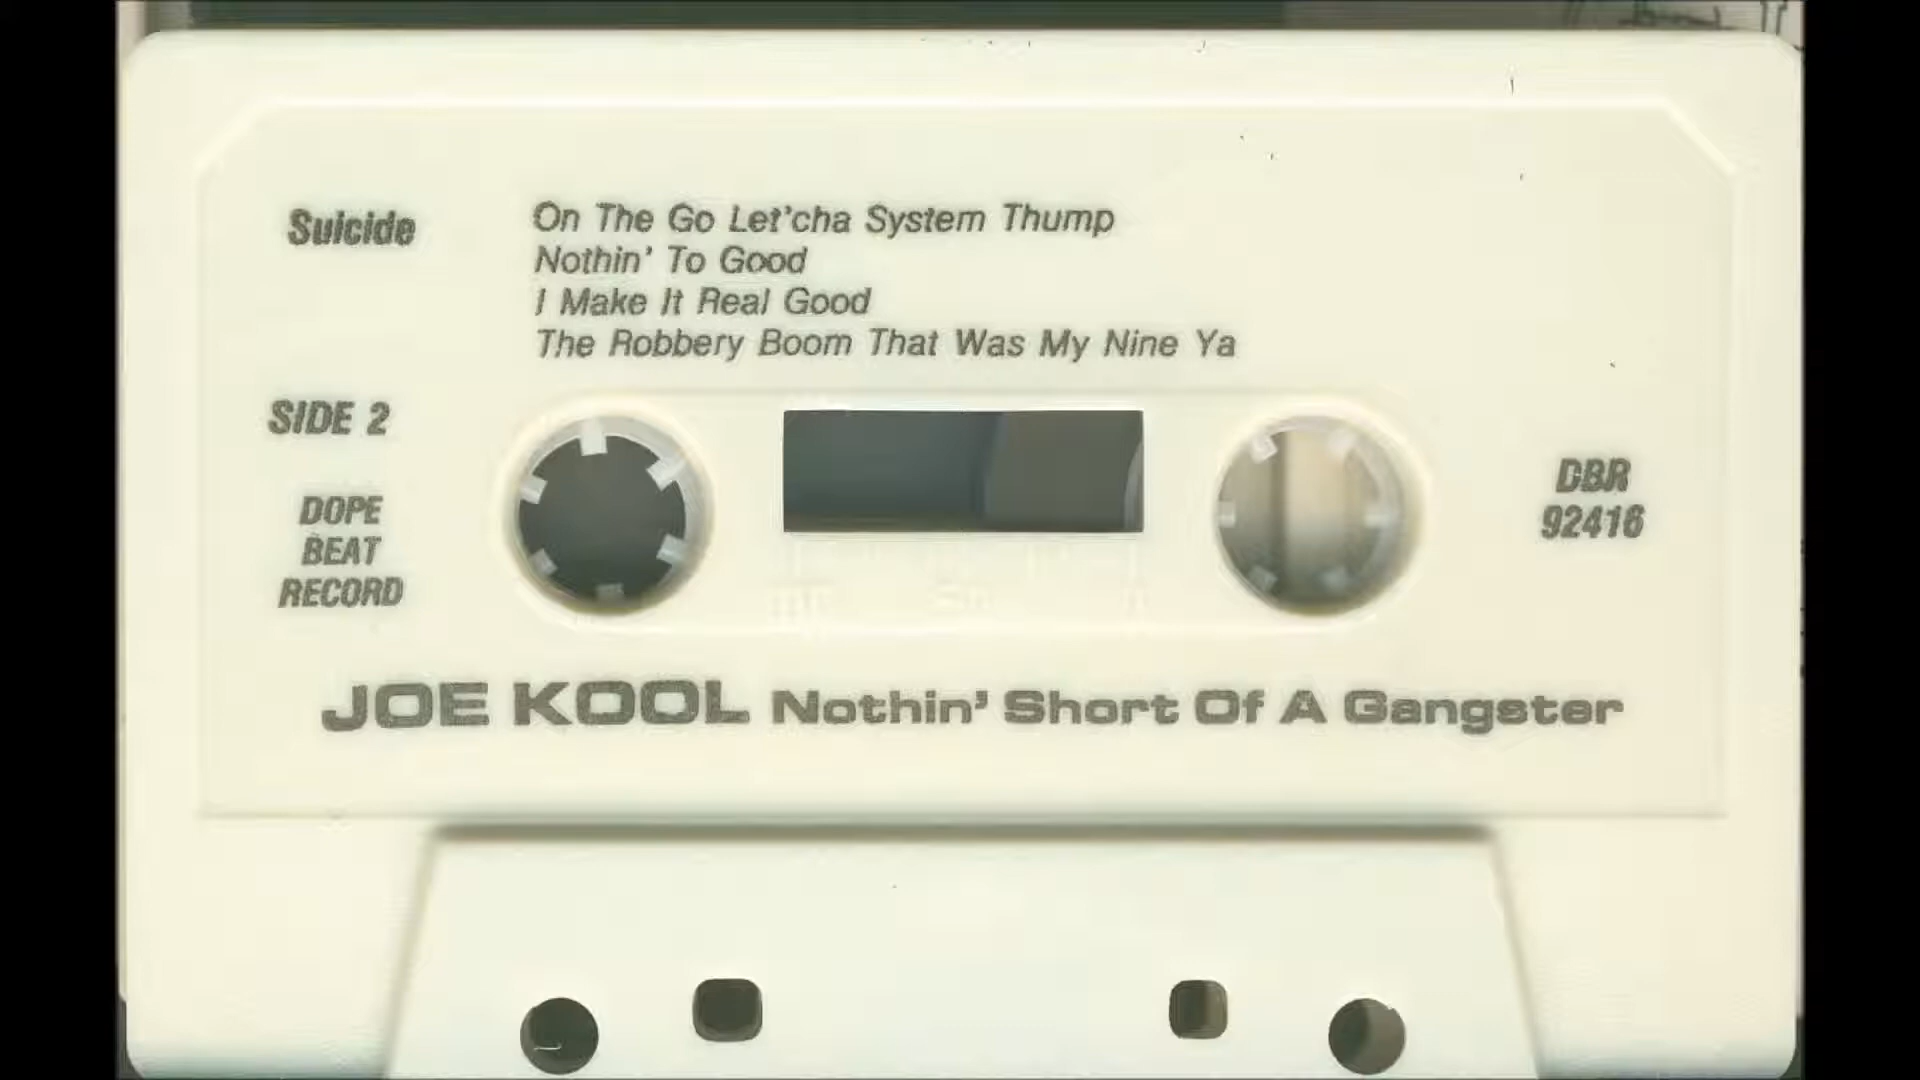 Suicide
On The Go Let'cha System Thump
Nothin' To Good
I Make It Real Good
The Robbery Boom That Was My Nine Ya
SIDE 2
DOPE
BEAT
RECORD
DBR
92416
JOE KOOL Nothin' Short Of A Gangster